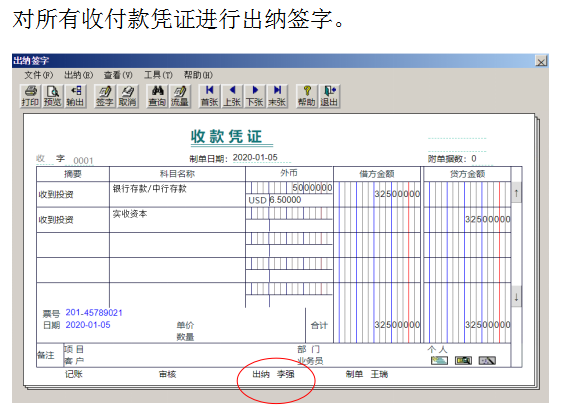 对所有收付款凭证进行出纳签字。
出纳签字
文件(F) 出纳(R) 查看(V) 工具(T) 帮助(H)
打印 预览 输出 签字 取消 查询 流量 首张 上张 下张 末张 帮助 退出
收款凭证
收 字 0001 制单日期: 2020-01-05 附单据数: 0
摘要 科目名称 外币 借方金额 贷方金额
收到投资 银行存款/中行存款 5000000 32500000
USD 6.50000
收到投资 实收资本 32500000
票号 201-45789021
日期 2020-01-05 单价 合计 32500000 32500000
数量
备注 项目 部门 个人
客户 业务员
记账 审核 出纳 李强 制单 王瑞